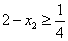 2 − x₂ ≥ 1/4